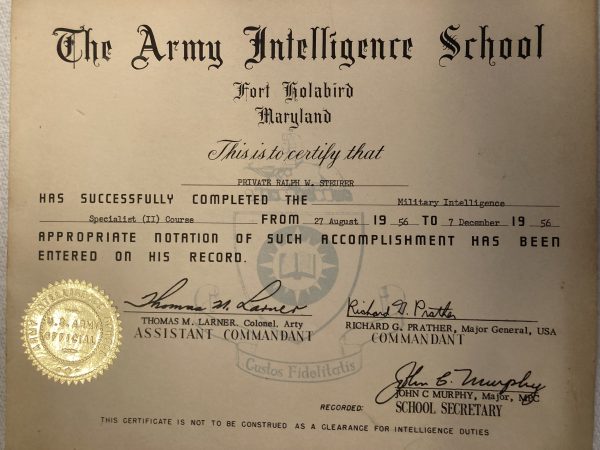 The Army Intelligence School
Fort Holabird
Maryland
This is to certify that
PRIVATE RALPH W. STEURER
HAS SUCCESSFULLY COMPLETED THE Military Intelligence
Specialist (II) Course FROM 27 August 19 56 TO 7 December 19 56
APPROPRIATE NOTATION OF SUCH ACCOMPLISHMENT HAS BEEN
ENTERED ON HIS RECORD.
Thomas M. Larner
THOMAS M. LARNER. Colonel. Arty
ASSISTANT COMMANDANT
Richard G. Prather
RICHARD G. PRATHER, Major General, USA
COMMANDANT
U.S. ARMY
OFFICIAL
Custos Fidelitatis
John C. Murphy
RECORDED: JOHN C MURPHY, Major,
SCHOOL SECRETARY
THIS CERTIFICATE IS NOT TO BE CONSTRUED AS A CLEARANCE FOR INTELLIGENCE DUTIES